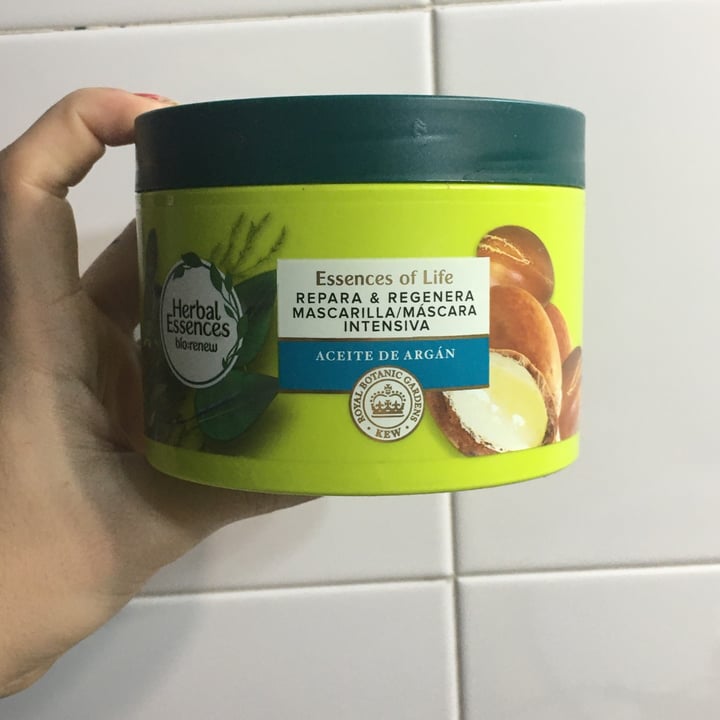 Herbal
Essences
bio:renew
Essences of Life
REPARA & REGENERA
MASCARILLA/MÁSCARA
INTENSIVA
ACEITE DE ARGÁN
ROYAL BOTANIC GARDENS
KEW